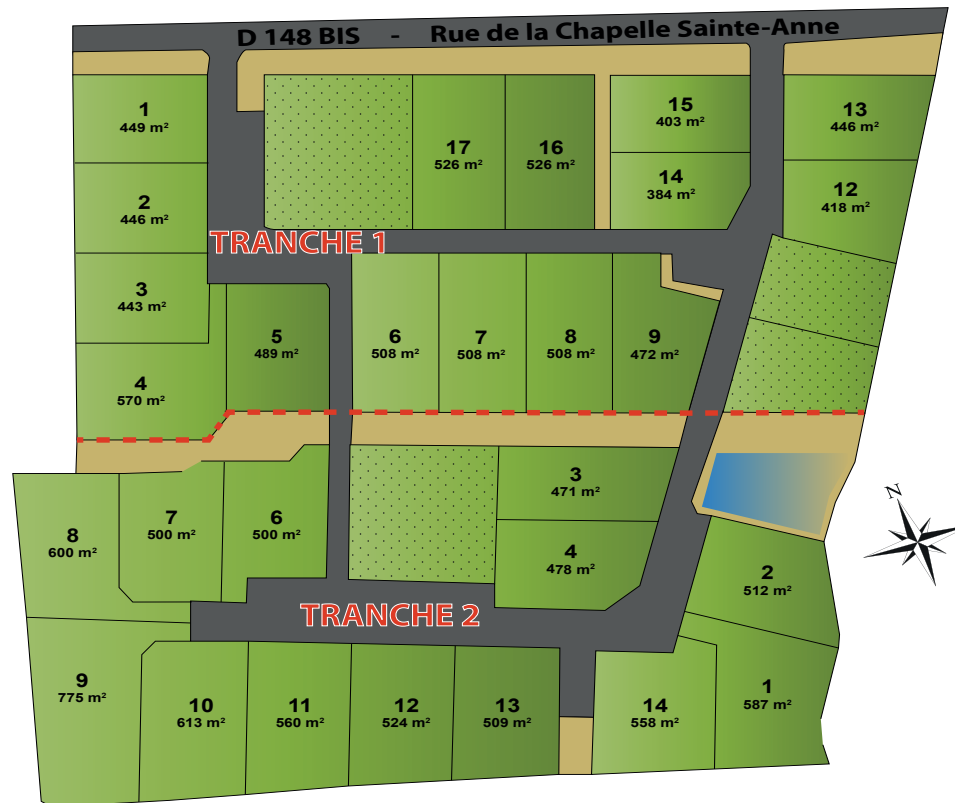 D 148 BIS - Rue de la Chapelle Sainte-Anne
1
449 m²
17
526 m²
16
526 m²
15
403 m²
13
446 m²
14
384 m²
2
446 m²
12
418 m²
TRANCHE 1
3
443 m²
5
489 m²
6
508 m²
7
508 m²
8
508 m²
9
472 m²
4
570 m²
3
471 m²
8
600 m²
7
500 m²
6
500 m²
4
478 m²
N
2
512 m²
TRANCHE 2
9
775 m²
10
613 m²
11
560 m²
12
524 m²
13
509 m²
14
558 m²
1
587 m²